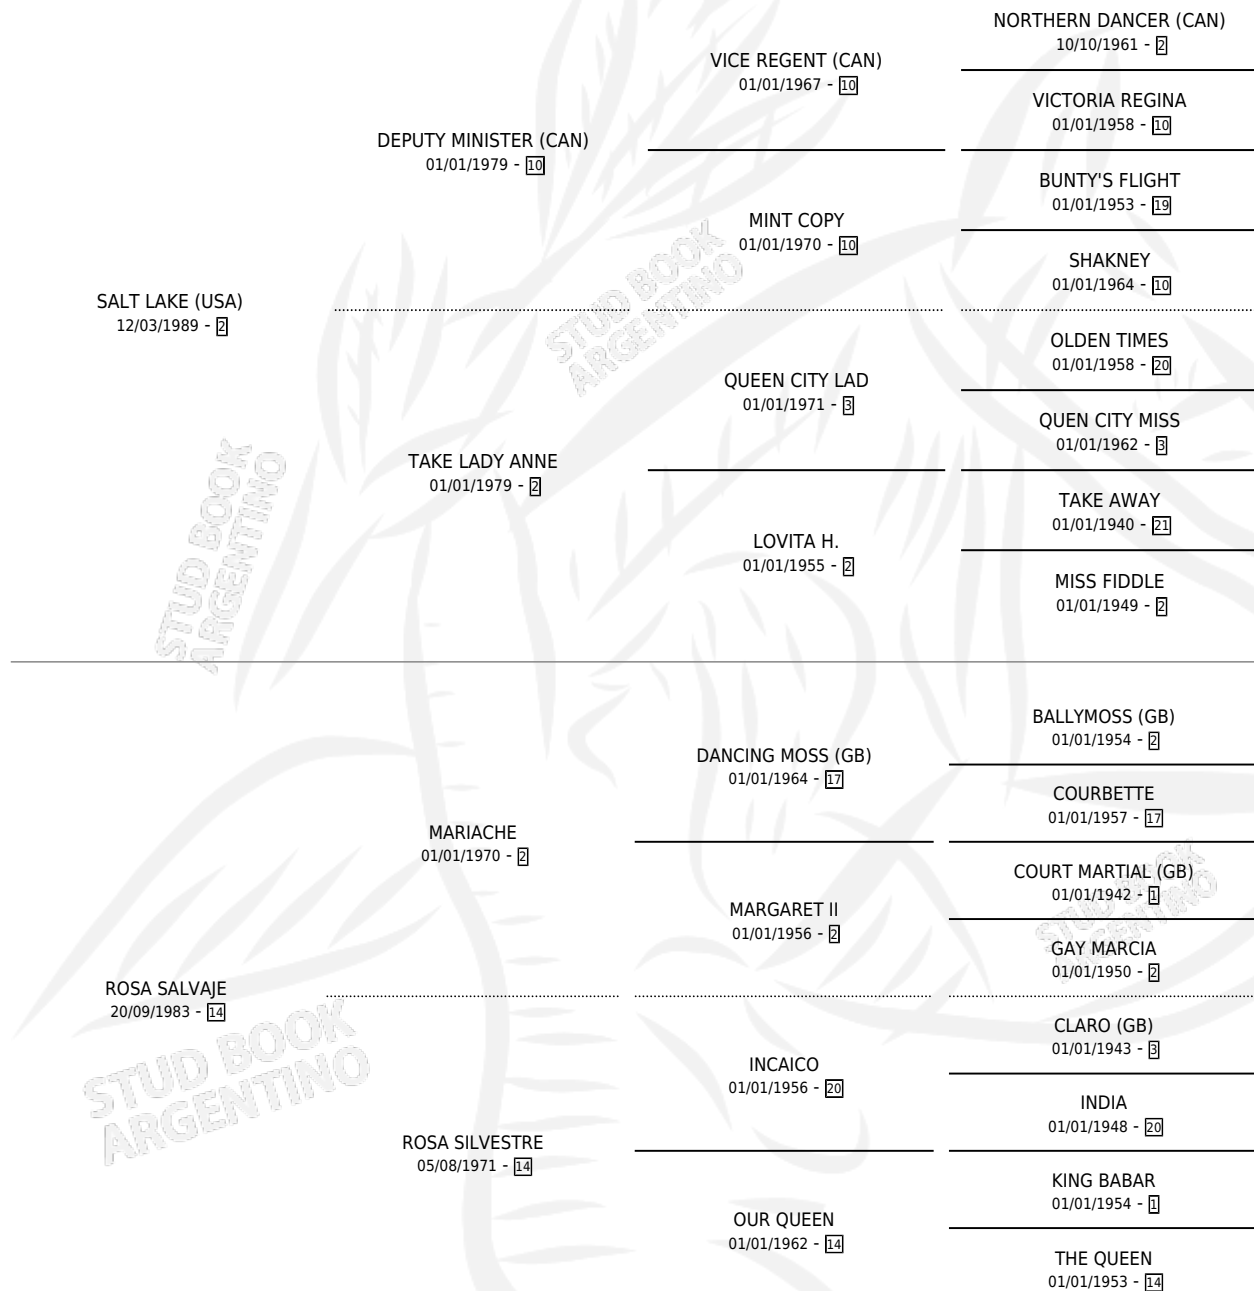 NORTHERN DANCER (CAN)
10/10/1961 - 2
VICE REGENT (CAN)
01/01/1967 - 10
VICTORIA REGINA
01/01/1958 - 10
DEPUTY MINISTER (CAN)
01/01/1979 - 10
BUNTY'S FLIGHT
01/01/1953 - 19
MINT COPY
01/01/1970 - 10
SHAKNEY
01/01/1964 - 10
SALT LAKE (USA)
12/03/1989 - 2
OLDEN TIMES
01/01/1958 - 20
QUEEN CITY LAD
01/01/1971 - 3
QUEN CITY MISS
01/01/1962 - 3
TAKE LADY ANNE
01/01/1979 - 2
TAKE AWAY
01/01/1940 - 21
LOVITA H.
01/01/1955 - 2
MISS FIDDLE
01/01/1949 - 2
BALLYMOSS (GB)
01/01/1954 - 2
DANCING MOSS (GB)
01/01/1964 - 17
COURBETTE
01/01/1957 - 17
MARIACHE
01/01/1970 - 2
COURT MARTIAL (GB)
01/01/1942 - 1
MARGARET II
01/01/1956 - 2
GAY MARCIA
01/01/1950 - 2
ROSA SALVAJE
20/09/1983 - 14
CLARO (GB)
01/01/1943 - 3
INCAICO
01/01/1956 - 20
INDIA
01/01/1948 - 20
ROSA SILVESTRE
05/08/1971 - 14
KING BABAR
01/01/1954 - 1
OUR QUEEN
01/01/1962 - 14
THE QUEEN
01/01/1953 - 14
STUD BOOK
ARGENTINO
STUD BOOK
ARGENTINO
STUD BOOK
ARGENTINO
STUD BOOK
ARGENTINO